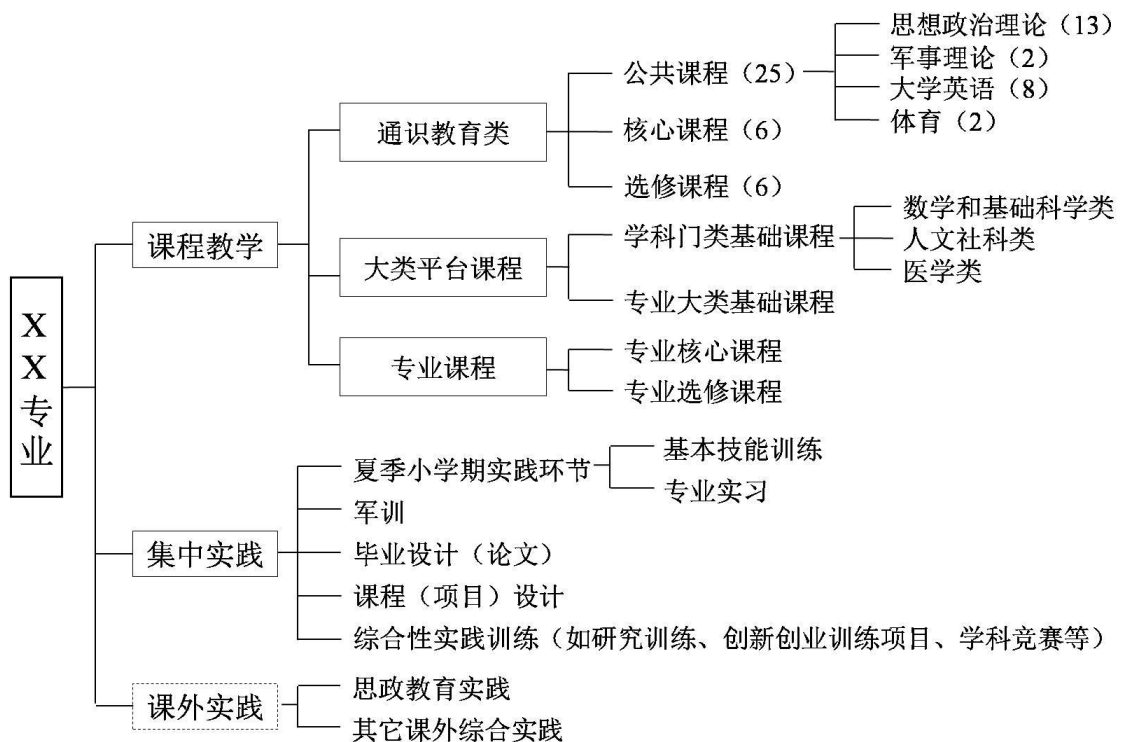 思想政治理论（13）
军事理论（2）
大学英语（8）
体育（2）
公共课程（25）
核心课程（6）
选修课程（6）
通识教育类
数学和基础科学类
人文社科类
医学类
学科门类基础课程
专业大类基础课程
大类平台课程
课程教学
专业核心课程
专业选修课程
专业课程
XX专业
基本技能训练
专业实习
夏季小学期实践环节
军训
毕业设计（论文）
课程（项目）设计
综合性实践训练（如研究训练、创新创业训练项目、学科竞赛等）
集中实践
思政教育实践
其它课外综合实践
课外实践